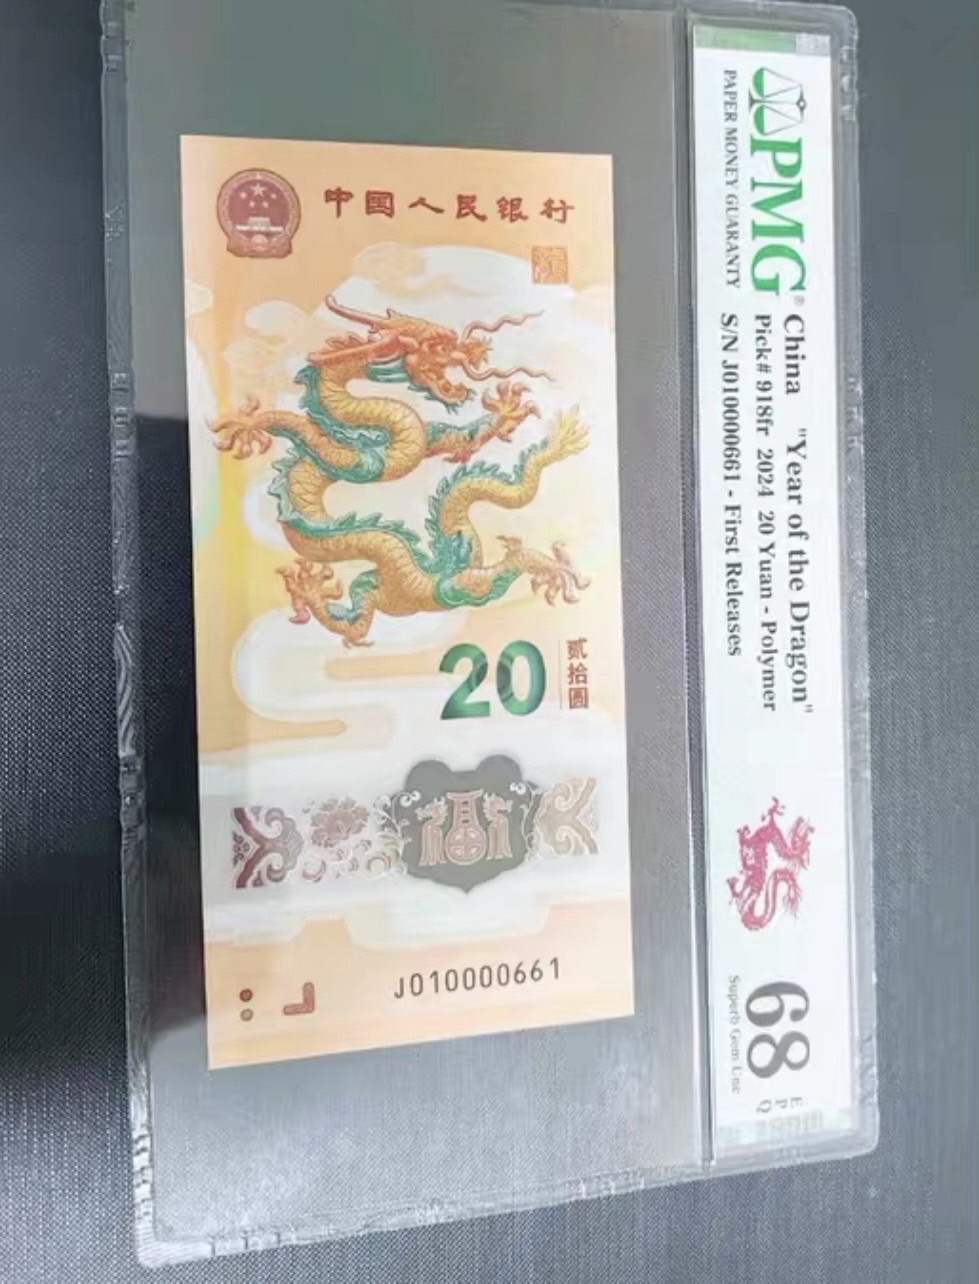 中国人民银行
20
贰拾圆
福
J010000661
PMG®
PAPER MONEY GUARANTY
China "Year of the Dragon"
Pick# 918fr 2024 20 Yuan - Polymer
S/N J010000661 - First Releases
68
EPQ
Superb Gem Unc